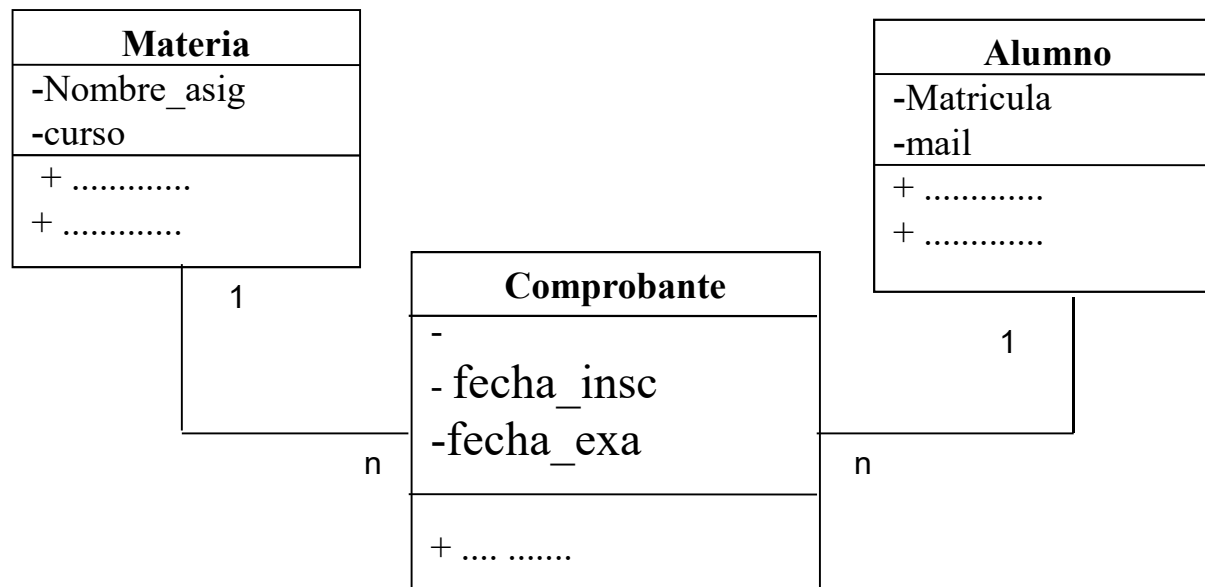 Materia
-Nombre_asig
-curso
+ .............
+ .............
Alumno
-Matricula
-mail
+ .............
+ .............
1
n
Comprobante
-
- fecha_insc
-fecha_exa
+ .... .......
1
n